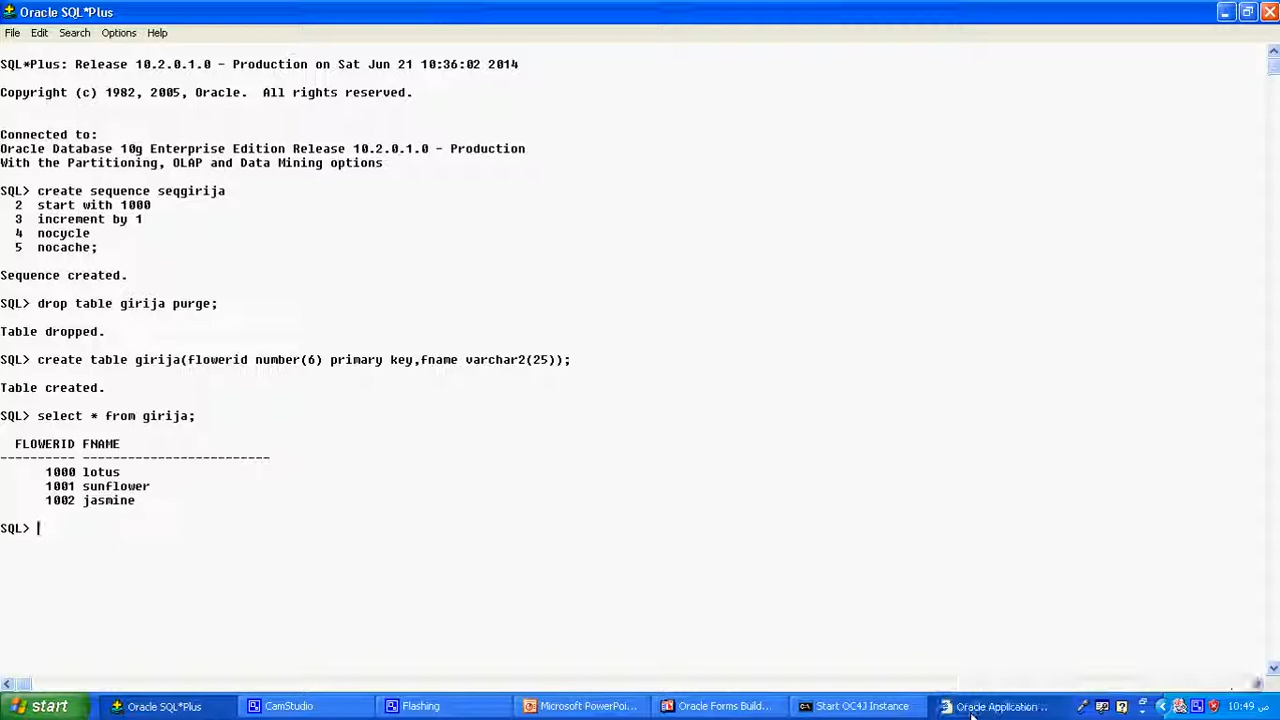 Oracle SQL*Plus
File Edit Search Options Help
SQL*Plus: Release 10.2.0.1.0 - Production on Sat Jun 21 10:36:02 2014
Copyright (c) 1982, 2005, Oracle.  All rights reserved.
Connected to:
Oracle Database 10g Enterprise Edition Release 10.2.0.1.0 - Production
With the Partitioning, OLAP and Data Mining options
SQL> create sequence seqgirija
2  start with 1000
3  increment by 1
4  nocycle
5  nocache;
Sequence created.
SQL> drop table girija purge;
Table dropped.
SQL> create table girija(flowerid number(6) primary key,fname varchar2(25));
Table created.
SQL> select * from girija;
FLOWERID FNAME
---------- -------------------------
1000 lotus
1001 sunflower
1002 jasmine
SQL>
start Oracle SQL*Plus CamStudio Flashing Microsoft PowerPoi... Oracle Forms Build... Start OC4J Instance Oracle Application ... 10:49 ص